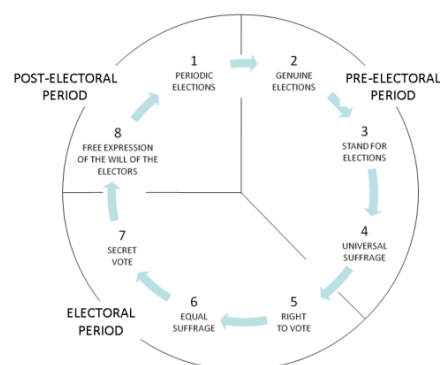 1
PERIODIC
ELECTIONS
2
GENUINE
ELECTIONS
POST-ELECTORAL
PERIOD
PRE-ELECTORAL
PERIOD
3
STAND FOR
ELECTIONS
8
FREE EXPRESSION
OF THE WILL OF THE
ELECTORS
4
UNIVERSAL
SUFFRAGE
7
SECRET
VOTE
6
EQUAL
SUFFRAGE
5
RIGHT
TO VOTE
ELECTORAL
PERIOD